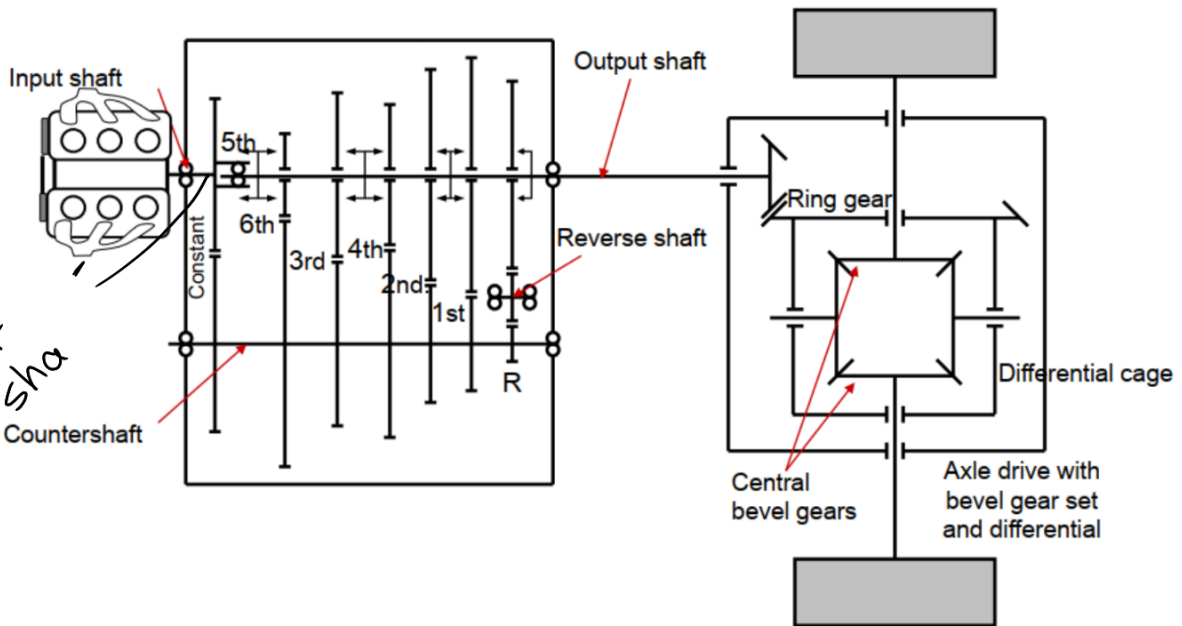 Input shaft
Output shaft
5th
Ring gear
Constant
6th
3rd
4th
2nd
1st
Reverse shaft
sha
R
Differential cage
Countershaft
Central
bevel gears
Axle drive with
bevel gear set
and differential